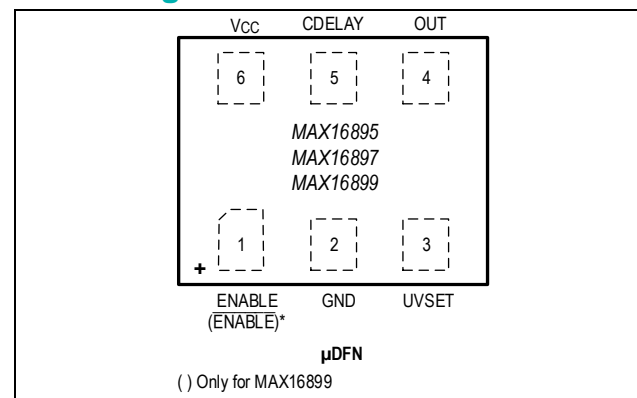 VCC CDELAY OUT
6 5 4
MAX16895
MAX16897
MAX16899
1 2 3
+
ENABLE GND UVSET
(ENABLE)*
µDFN
( ) Only for MAX16899